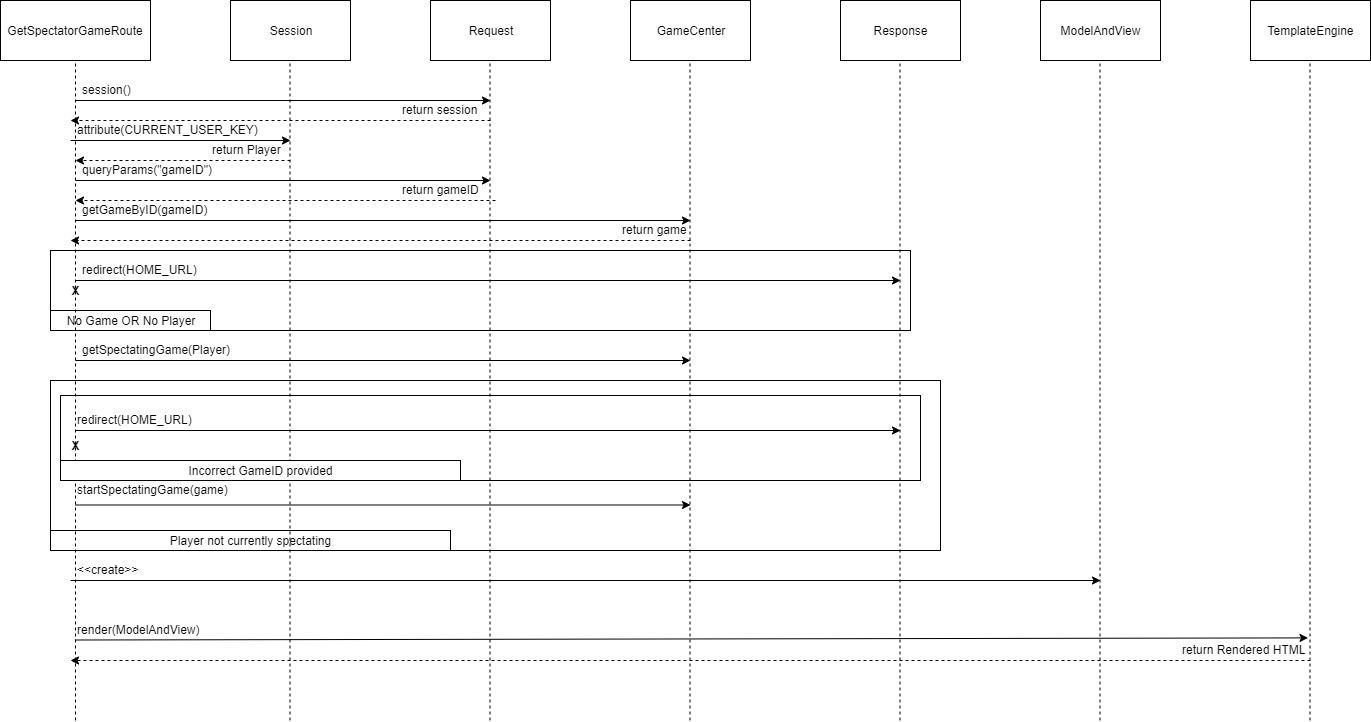 GetSpectatorGameRoute
Session
Request
GameCenter
Response
ModelAndView
TemplateEngine
session()
return session
attribute(CURRENT_USER_KEY)
return Player
queryParams("gameID")
return gameID
getGameByID(gameID)
return game
redirect(HOME_URL)
X
No Game OR No Player
getSpectatingGame(Player)
redirect(HOME_URL)
X
Incorrect GameID provided
startSpectatingGame(game)
Player not currently spectating
<<create>>
render(ModelAndView)
return Rendered HTML